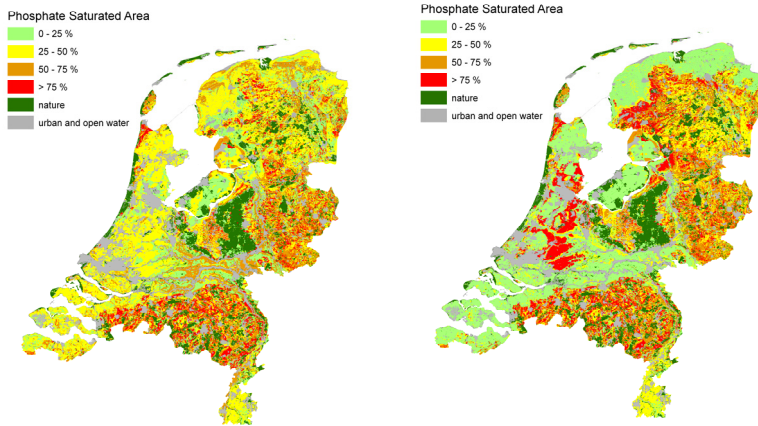 Phosphate Saturated Area
0 - 25 %
25 - 50 %
50 - 75 %
> 75 %
nature
urban and open water
Phosphate Saturated Area
0 - 25 %
25 - 50 %
50 - 75 %
> 75 %
nature
urban and open water